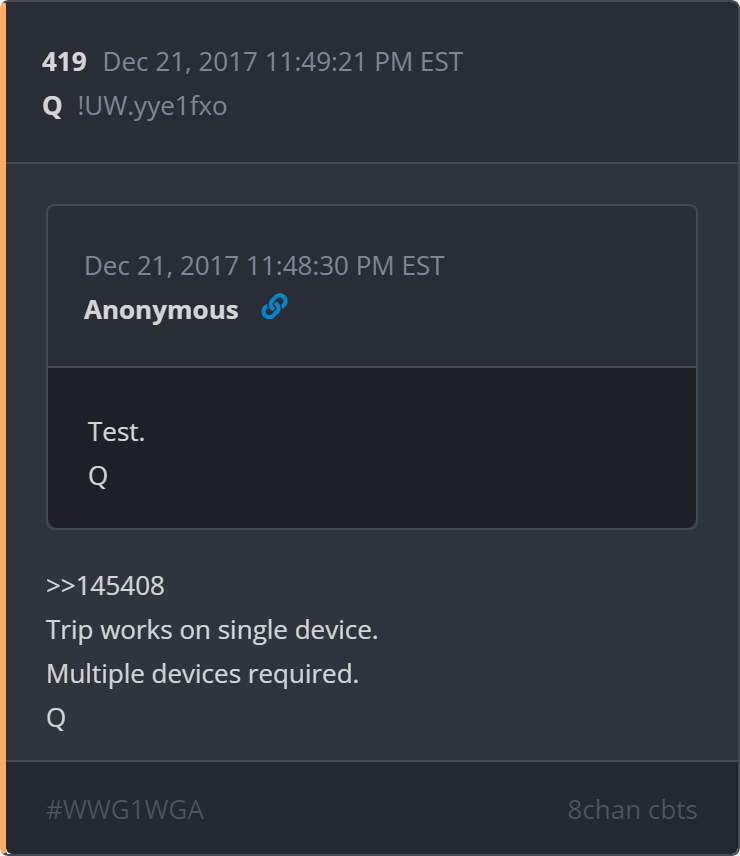 419 Dec 21, 2017 11:49:21 PM EST
Q !UW.yye1fxo
Dec 21, 2017 11:48:30 PM EST
Anonymous
Test.
Q
>>145408
Trip works on single device.
Multiple devices required.
Q
#WWG1WGA 8chan cbts